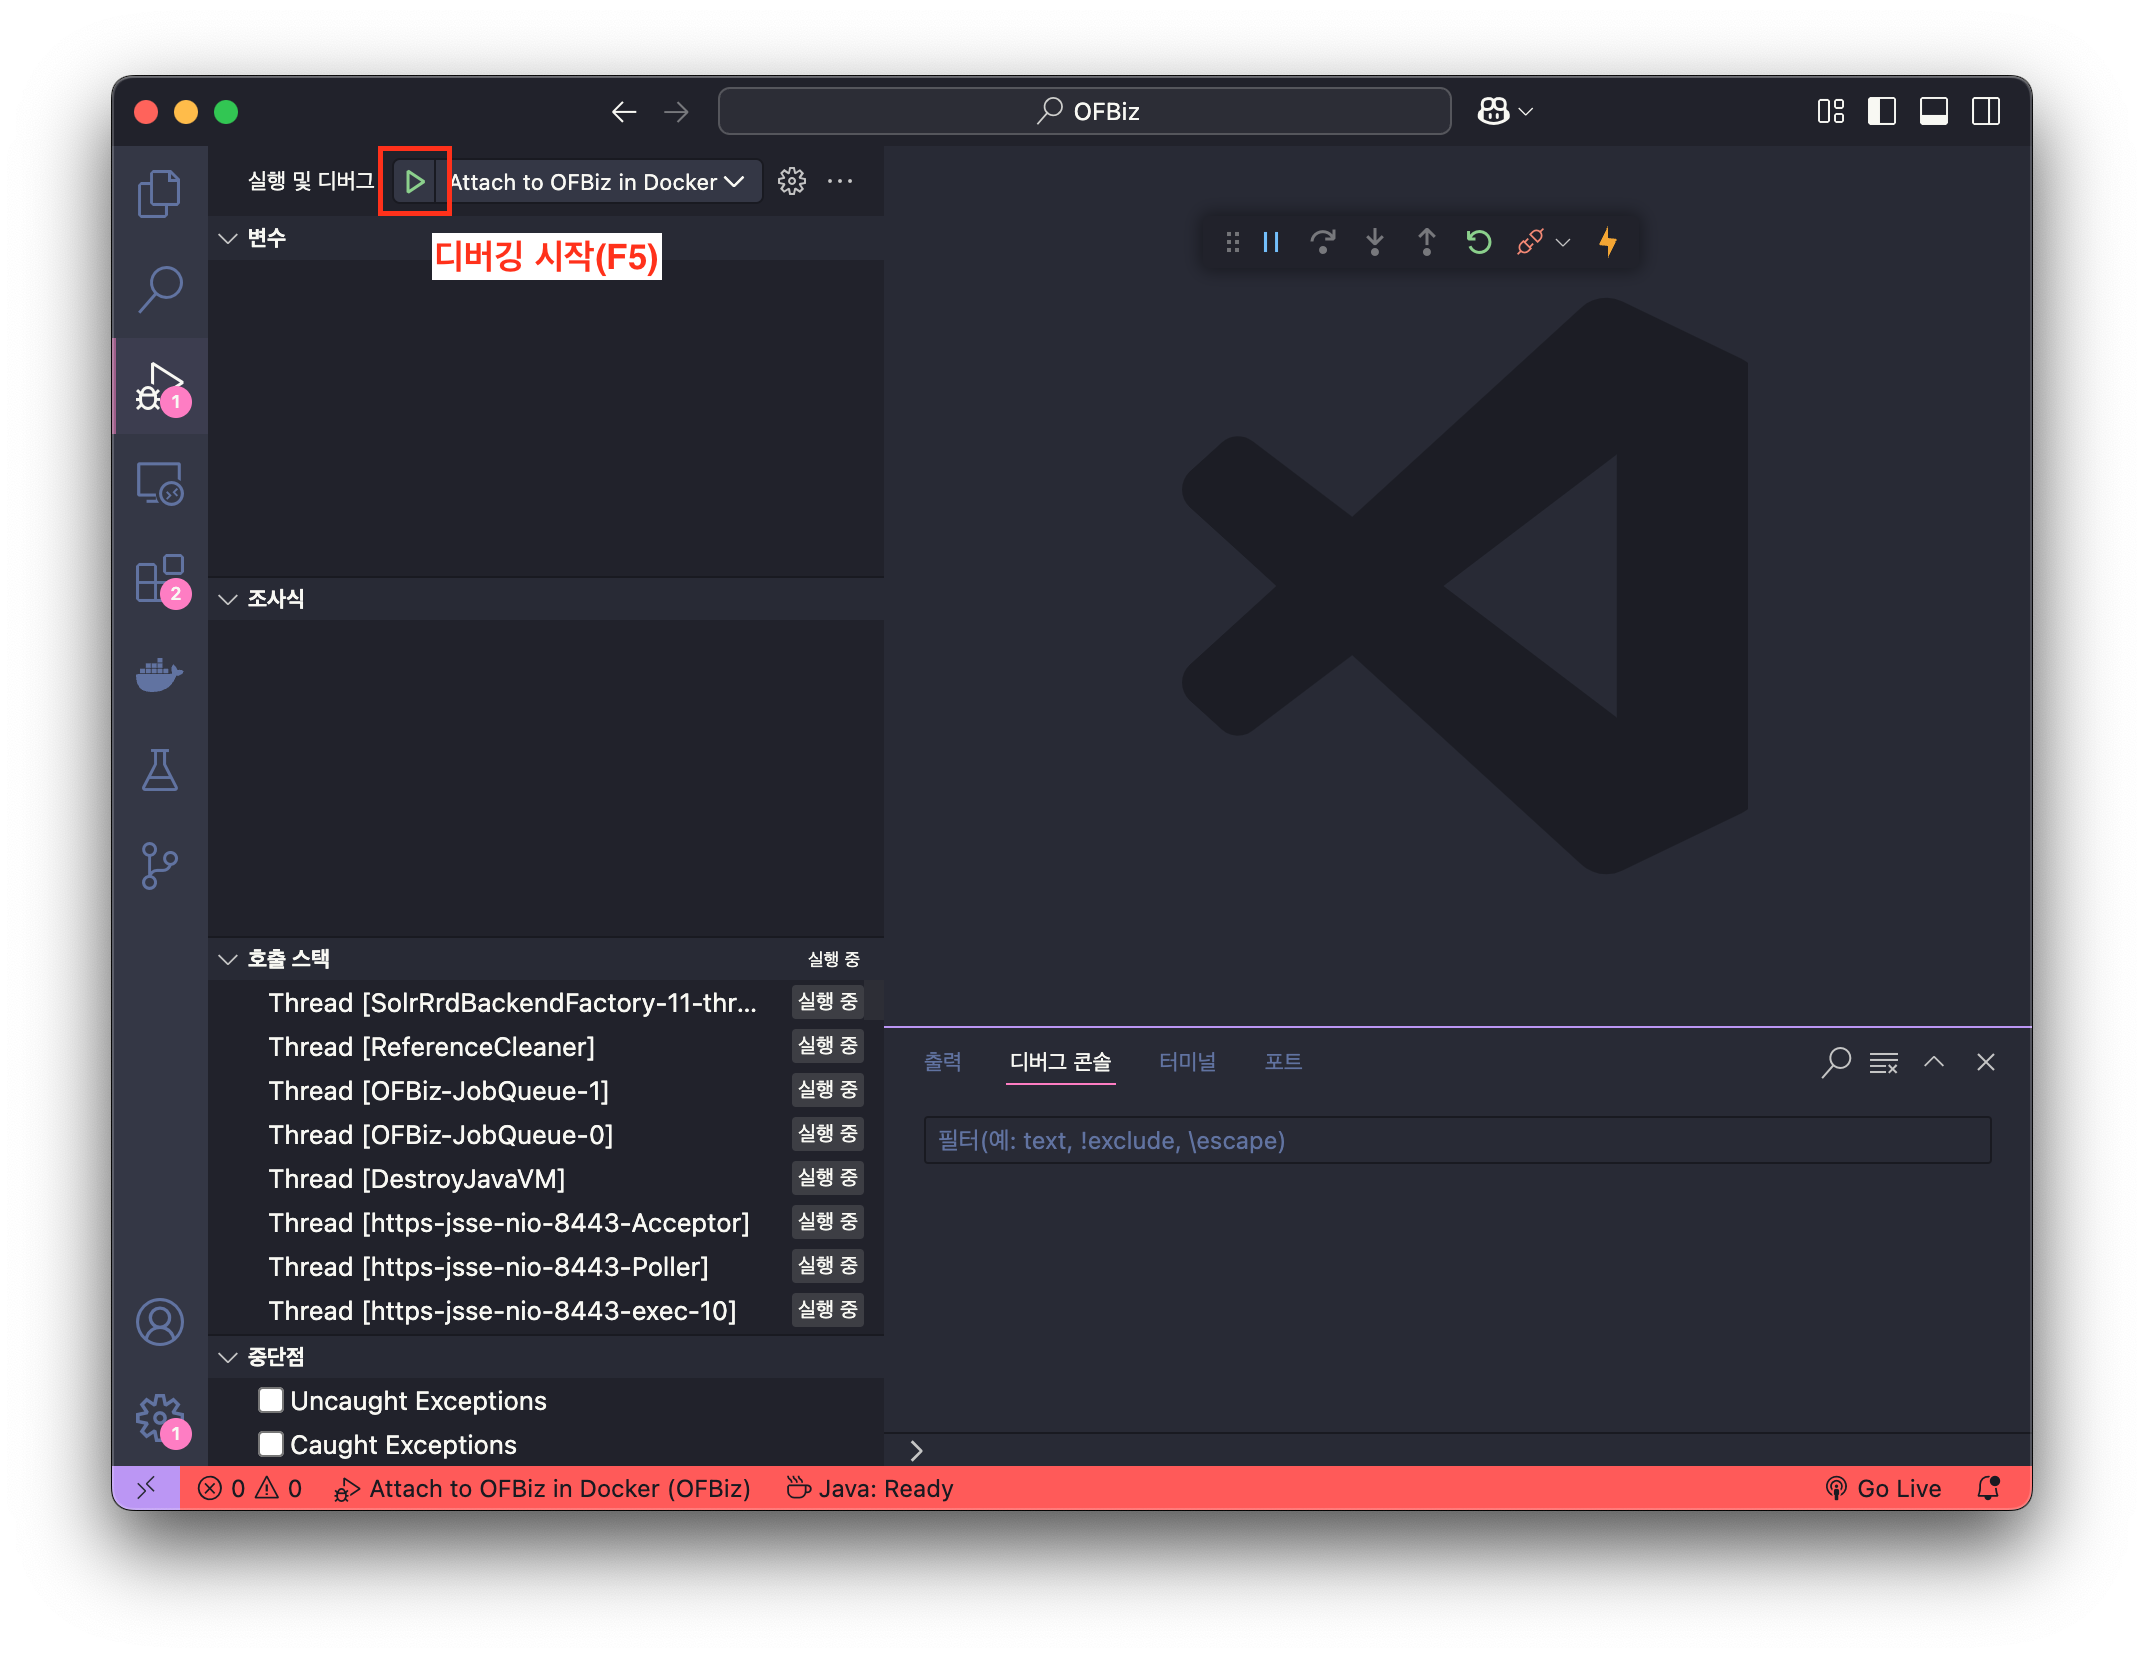 OFBiz
실행 및 디버그
Attach to OFBiz in Docker
디버깅 시작(F5)
변수
조사식
호출 스택
실행 중
Thread [SolrRrdBackendFactory-11-thr...
실행 중
Thread [ReferenceCleaner]
실행 중
Thread [OFBiz-JobQueue-1]
실행 중
Thread [OFBiz-JobQueue-0]
실행 중
Thread [DestroyJavaVM]
실행 중
Thread [https-jsse-nio-8443-Acceptor]
실행 중
Thread [https-jsse-nio-8443-Poller]
실행 중
Thread [https-jsse-nio-8443-exec-10]
실행 중
중단점
Uncaught Exceptions
Caught Exceptions
1
2
1
출력
디버그 콘솔
터미널
포트
필터(예: text, !exclude, \escape)
0
0
Attach to OFBiz in Docker (OFBiz)
Java: Ready
Go Live